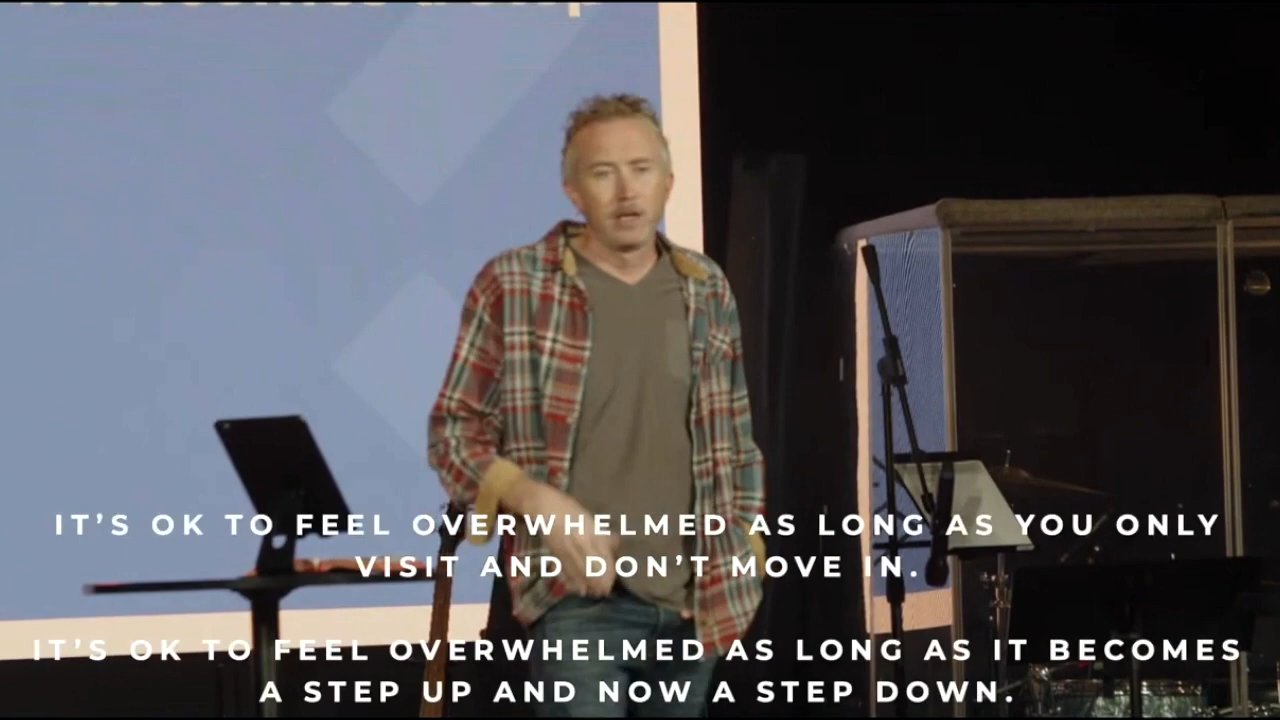 IT'S OK TO FEEL OVERWHELMED AS LONG AS YOU ONLY
VISIT AND DON'T MOVE IN.
IT'S OK TO FEEL OVERWHELMED AS LONG AS IT BECOMES
A STEP UP AND NOW A STEP DOWN.